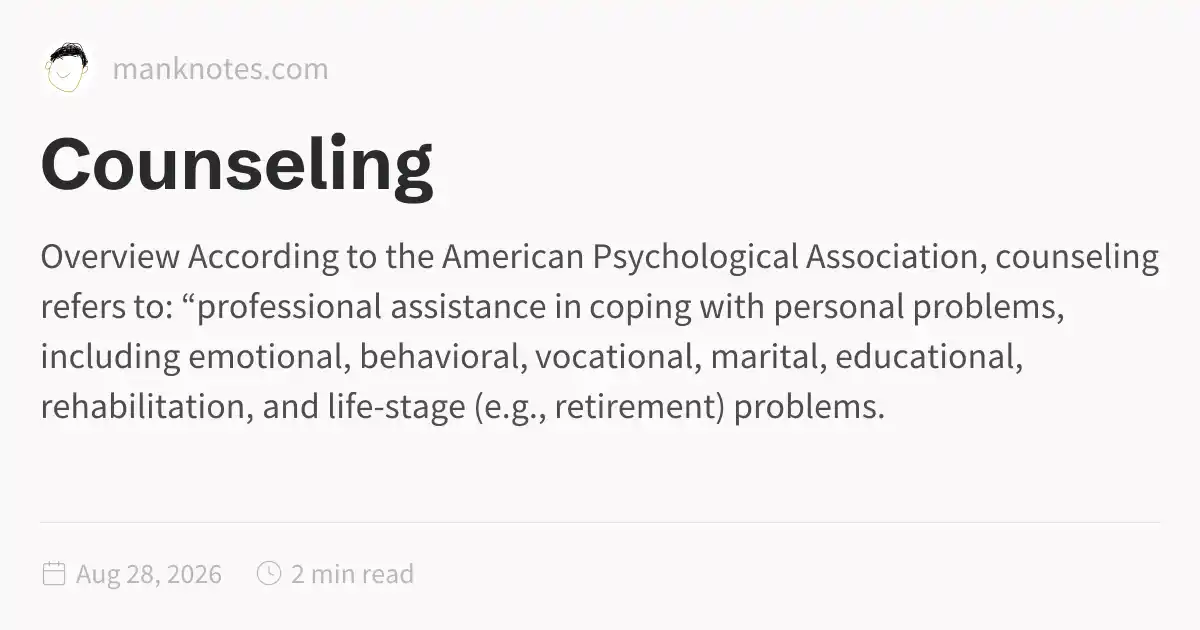 manknotes.com
Counseling
Overview According to the American Psychological Association, counseling
refers to: “professional assistance in coping with personal problems,
including emotional, behavioral, vocational, marital, educational,
rehabilitation, and life-stage (e.g., retirement) problems.
Aug 28, 2026 2 min read